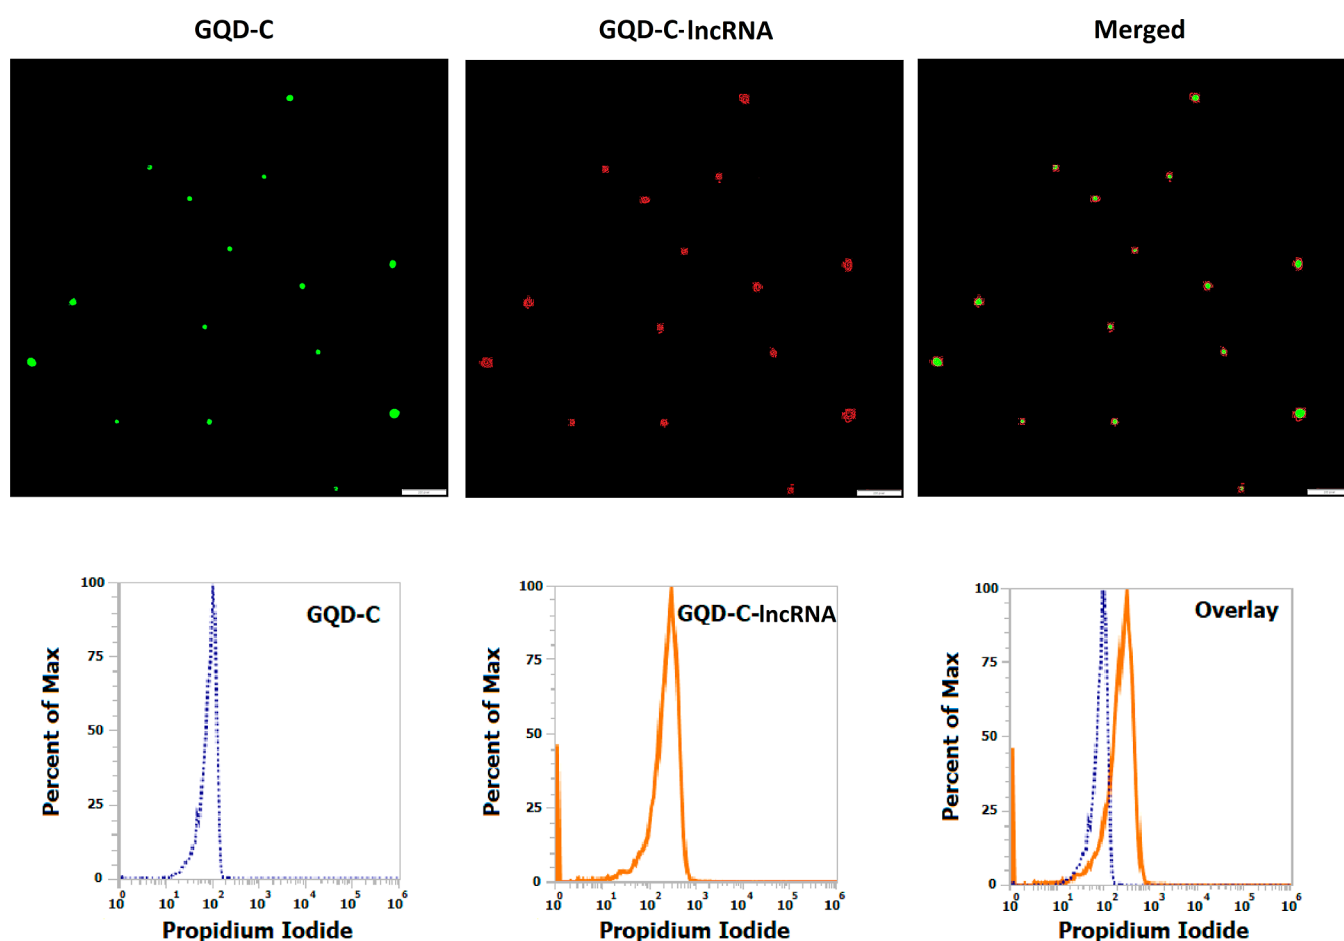 GQD-C GQD-C-lncRNA Merged
100 75 50 25 0
Percent of Max
GQD-C
10^0 10^1 10^2 10^3 10^4 10^5 10^6
Propidium Iodide
100 75 50 25 0
Percent of Max
GQD-C-lncRNA
10^0 10^1 10^2 10^3 10^4 10^5 10^6
Propidium Iodide
100 75 50 25 0
Percent of Max
Overlay
10^0 10^1 10^2 10^3 10^4 10^5 10^6
Propidium Iodide